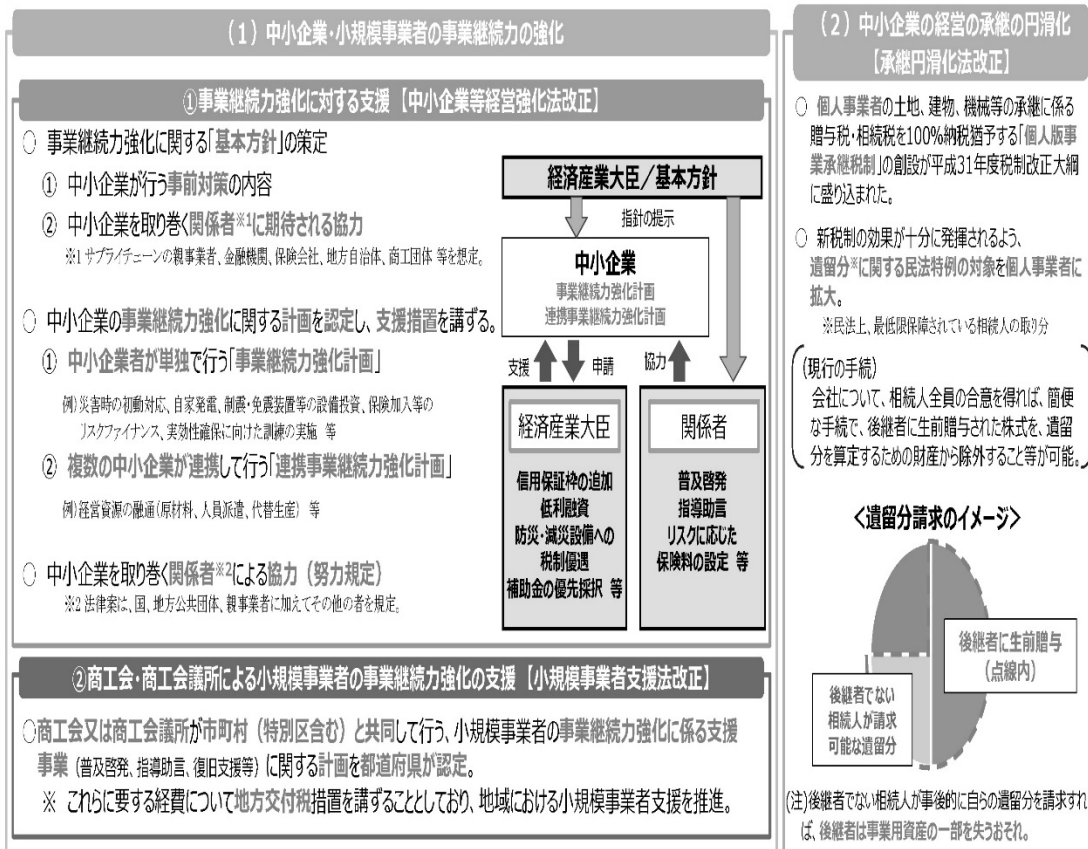 (1)中小企業・小規模事業者の事業継続力の強化
①事業継続力強化に対する支援【中小企業等経営強化法改正】
○ 事業継続力強化に関する「基本方針」の策定
① 中小企業が行う事前対策の内容
② 中小企業を取り巻く関係者※1に期待される協力
※1 サプライチェーンの親事業者、金融機関、保険会社、地方自治体、商工団体 等を想定。
○ 中小企業の事業継続力強化に関する計画を認定し、支援措置を講ずる。
① 中小企業者が単独で行う「事業継続力強化計画」
例)災害時の初動対応、自家発電、制震・免震装置等の設備投資、保険加入等の
リスクファイナンス、実効性確保に向けた訓練の実施 等
② 複数の中小企業が連携して行う「連携事業継続力強化計画」
例)経営資源の融通(原材料、人員派遣、代替生産) 等
○ 中小企業を取り巻く関係者※2による協力(努力規定)
※2 法律案は、国、地方公共団体、親事業者に加えてその他の者を規定。
経済産業大臣/基本方針
指針の提示
中小企業
事業継続力強化計画
連携事業継続力強化計画
支援
申請
協力
経済産業大臣
信用保証枠の追加
低利融資
防災・減災設備への
税制優遇
補助金の優先採択 等
関係者
普及啓発
指導助言
リスクに応じた
保険料の設定 等
②商工会・商工会議所による小規模事業者の事業継続力強化の支援【小規模事業者支援法改正】
○商工会又は商工会議所が市町村(特別区含む)と共同して行う、小規模事業者の事業継続力強化に係る支援
事業(普及啓発、指導助言、復旧支援等)に関する計画を都道府県が認定。
※ これらに要する経費について地方交付税措置を講ずることとしており、地域における小規模事業者支援を推進。
(2)中小企業の経営の承継の円滑化
【承継円滑化法改正】
○ 個人事業者の土地、建物、機械等の承継に係る
贈与税・相続税を100%納税猶予する「個人版事
業承継税制」の創設が平成31年度税制改正大綱
に盛り込まれた。
○ 新税制の効果が十分に発揮されるよう、
遺留分※に関する民法特例の対象を個人事業者に
拡大。
※民法上、最低限保障されている相続人の取り分
(現行の手続)
会社について、相続人全員の合意を得れば、簡便
な手続で、後継者に生前贈与された株式を、遺留
分を算定するための財産から除外すること等が可能。
<遺留分請求のイメージ>
後継者に生前贈与
(点線内)
後継者でない
相続人が請求
可能な遺留分
(注)後継者でない相続人が事後的に自らの遺留分を請求すれ
ば、後継者は事業用資産の一部を失うおそれ。